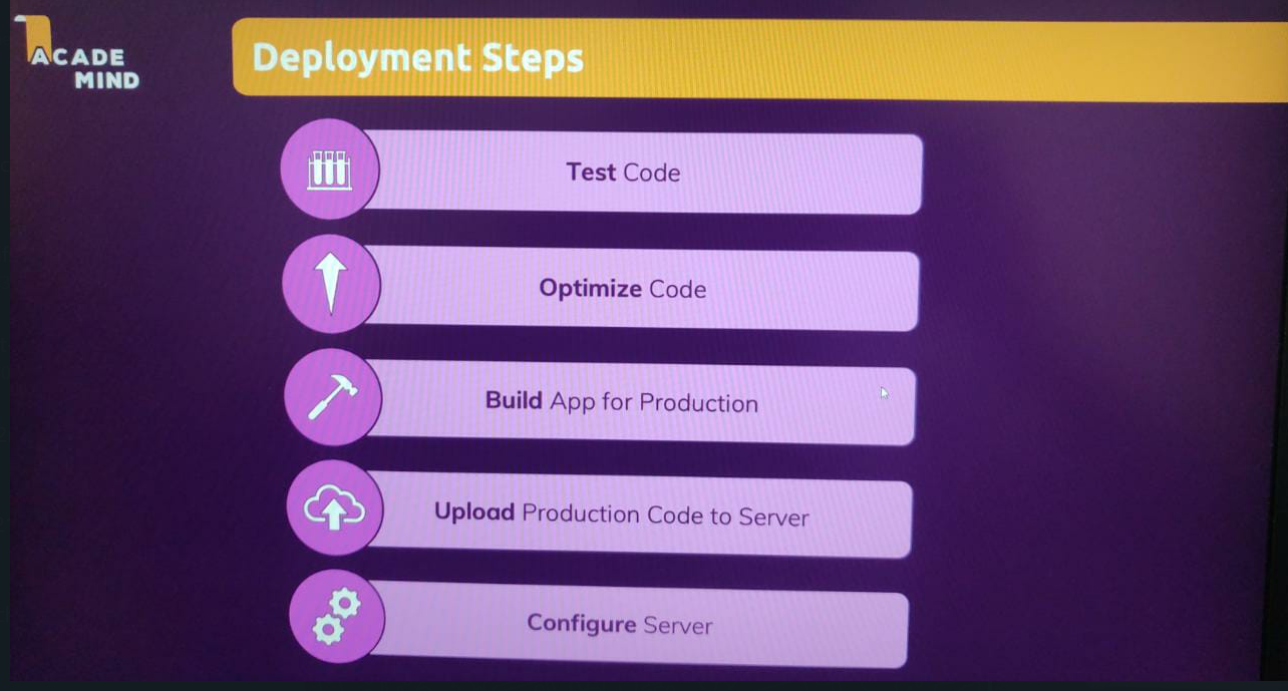 ACADE
MIND
Deployment Steps
Test Code
Optimize Code
Build App for Production
Upload Production Code to Server
Configure Server